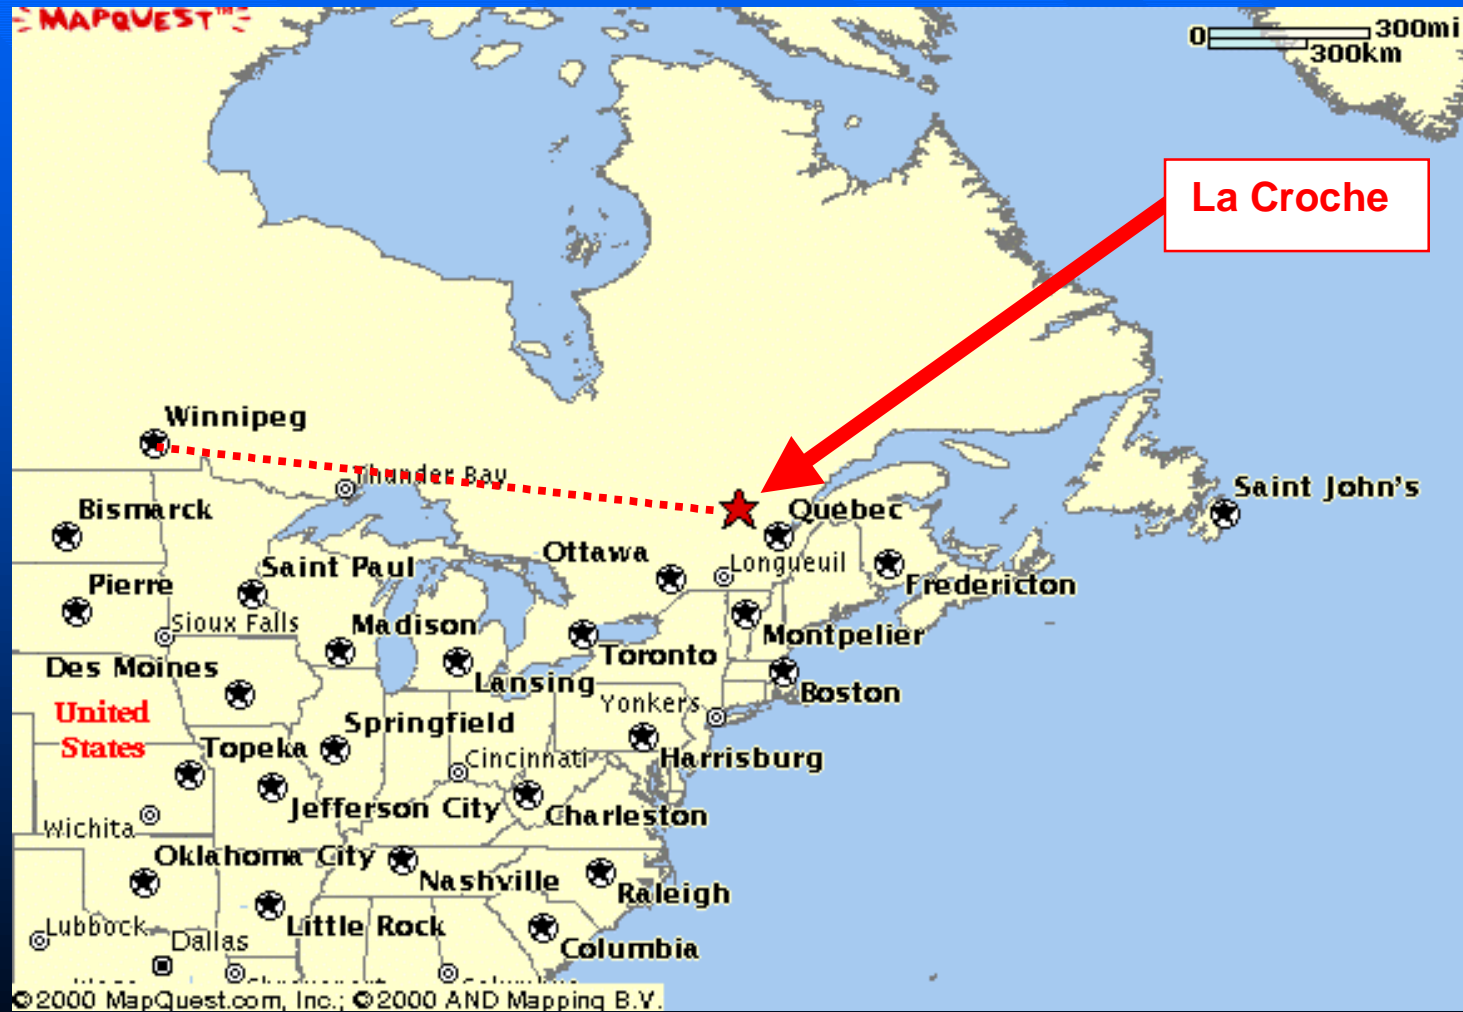 MAPQUEST™
0 300mi
300km
La Croche
Winnipeg
Thunder Bay
Bismarck
Saint John's
Québec
Ottawa
Longueuil
Saint Paul
Pierre
Fredericton
Sioux Falls
Madison
Montpelier
Toronto
Des Moines
Lansing
Boston
Yonkers
United
States
Springfield
Topeka
Cincinnati
Harrisburg
Jefferson City
Charleston
Wichita
Oklahoma City
Nashville
Raleigh
Little Rock
Lubbock
Dallas
Columbia
©2000 MapQuest.com, Inc.; ©2000 AND Mapping B.V.